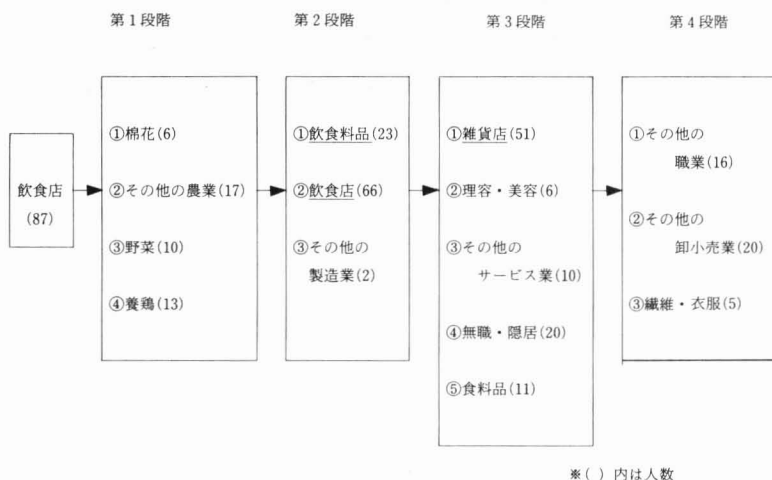 第1段階
第2段階
第3段階
第4段階
飲食店
(87)
①棉花(6)
②その他の農業(17)
③野菜(10)
④養鶏(13)
①飲食料品(23)
②飲食店(66)
③その他の
製造業(2)
①雑貨店(51)
②理容・美容(6)
③その他の
サービス業(10)
④無職・隠居(20)
⑤食料品(11)
①その他の
職業(16)
②その他の
卸小売業(20)
③繊維・衣服(5)
※( )内は人数